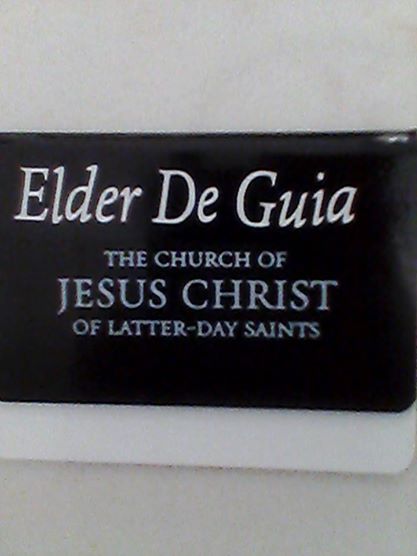 Elder De Guia
THE CHURCH OF
JESUS CHRIST
OF LATTER-DAY SAINTS